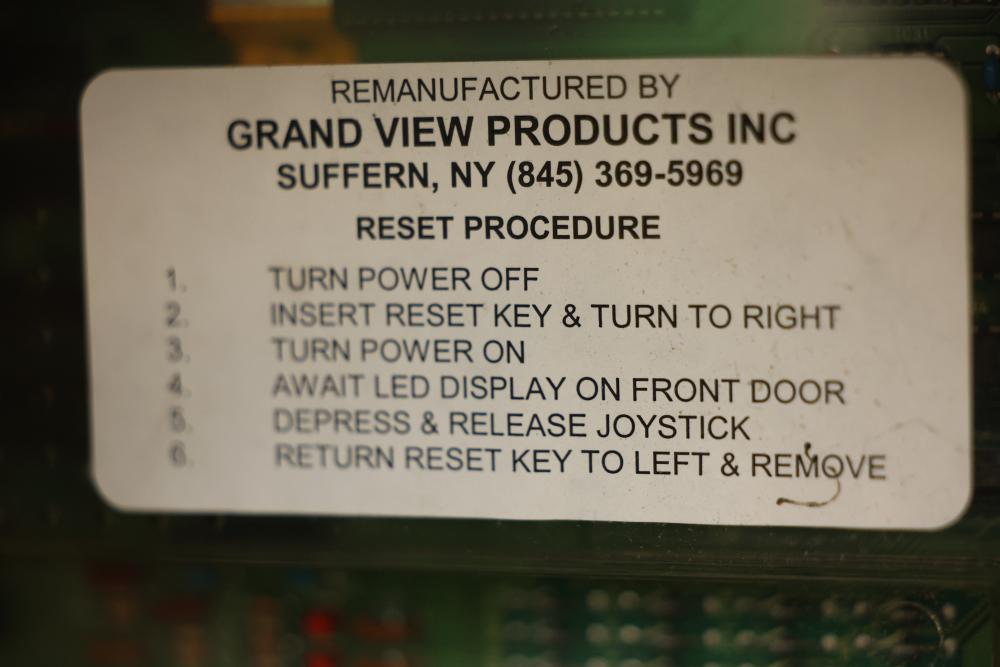 REMANUFACTURED BY
GRAND VIEW PRODUCTS INC
SUFFERN, NY (845) 369-5969
RESET PROCEDURE
1. TURN POWER OFF
2. INSERT RESET KEY & TURN TO RIGHT
3. TURN POWER ON
4. AWAIT LED DISPLAY ON FRONT DOOR
5. DEPRESS & RELEASE JOYSTICK
6. RETURN RESET KEY TO LEFT & REMOVE